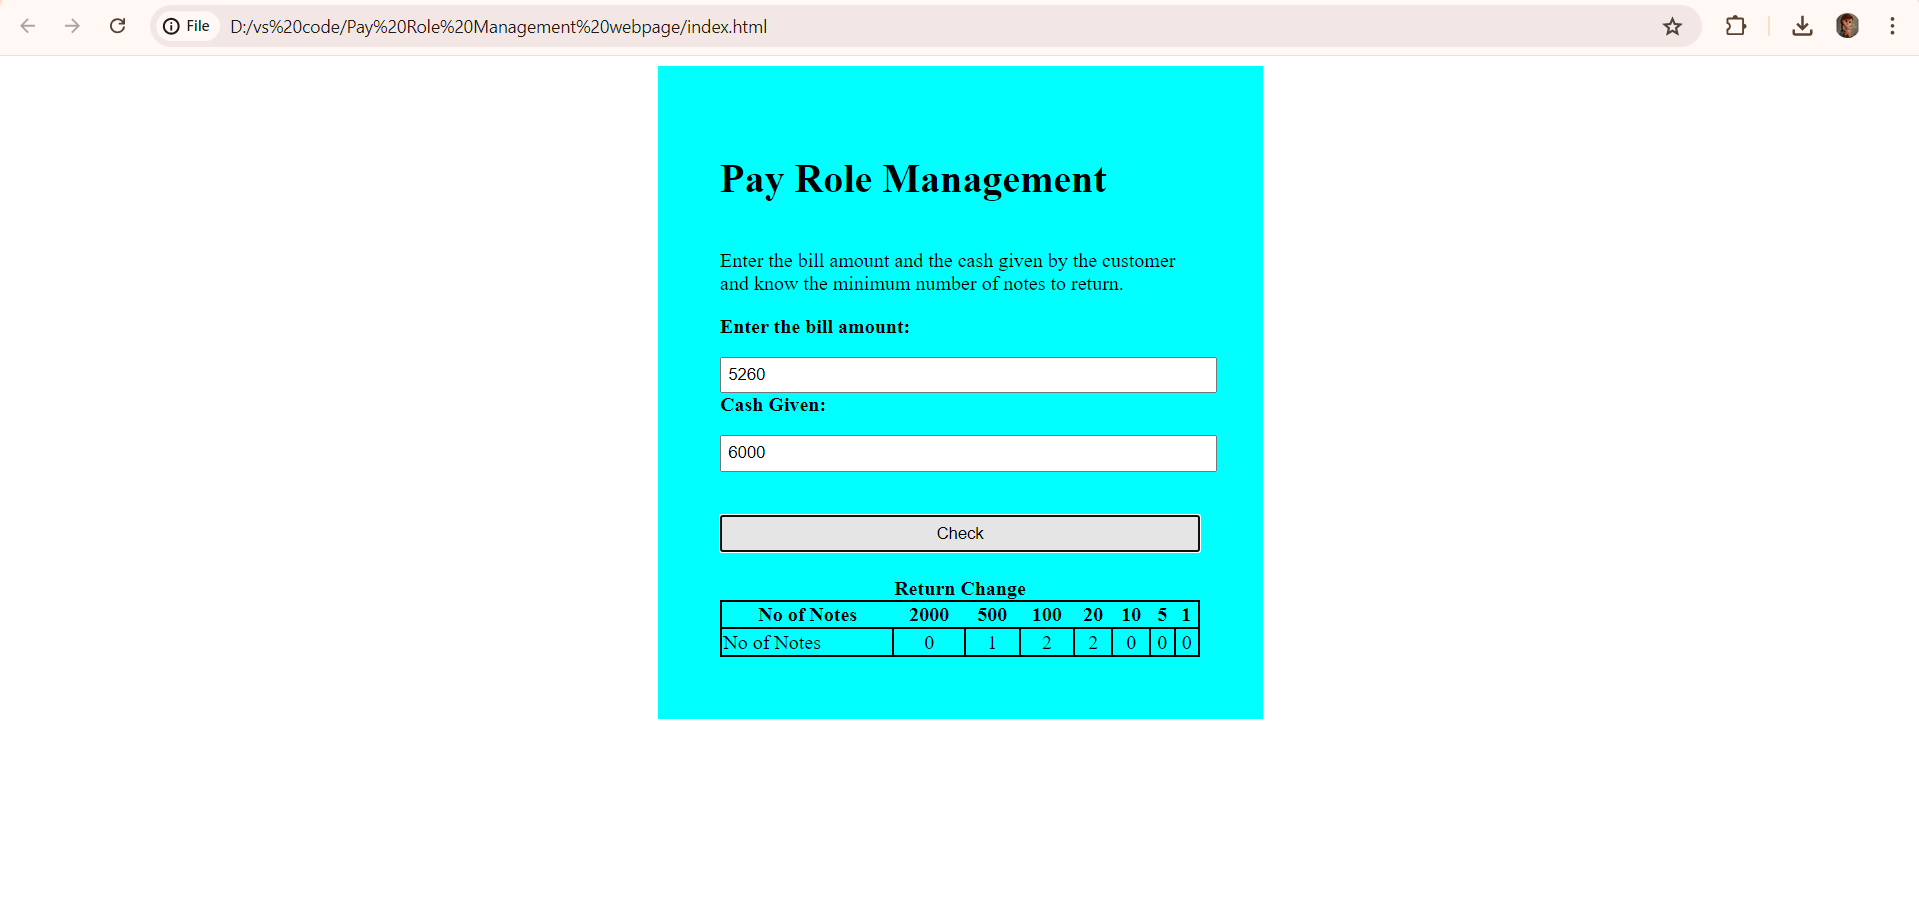 File D:/vs%20code/Pay%20Role%20Management%20webpage/index.html
Pay Role Management
Enter the bill amount and the cash given by the customer
and know the minimum number of notes to return.
Enter the bill amount:
5260
Cash Given:
6000
Check
Return Change
No of Notes 2000 500 100 20 10 5 1
No of Notes 0 1 2 2 0 0 0